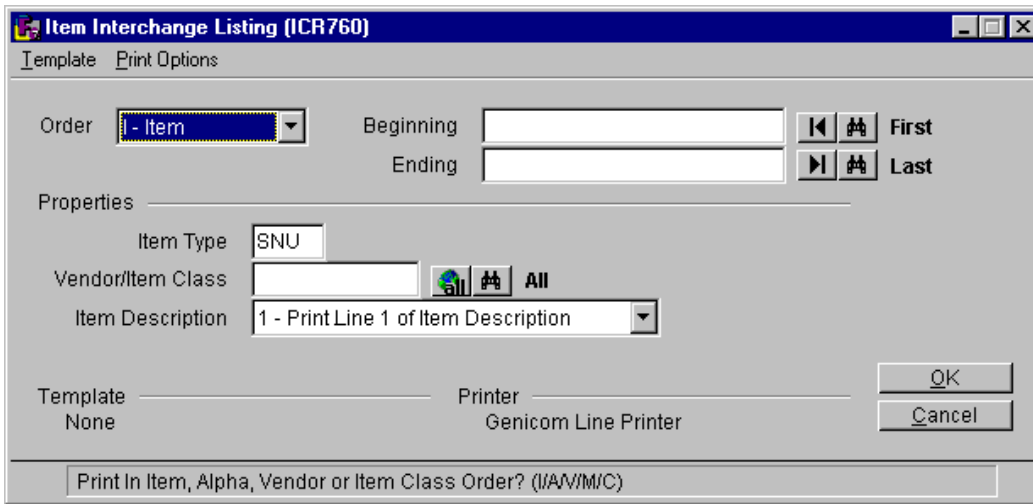 Item Interchange Listing (ICR760)
Template Print Options
Order I - Item Beginning First
Ending Last
Properties
Item Type SNU
Vendor/Item Class all All
Item Description 1 - Print Line 1 of Item Description
OK
Template Printer
None Genicom Line Printer
Cancel
Print In Item, Alpha, Vendor or Item Class Order? (I/A/V/M/C)